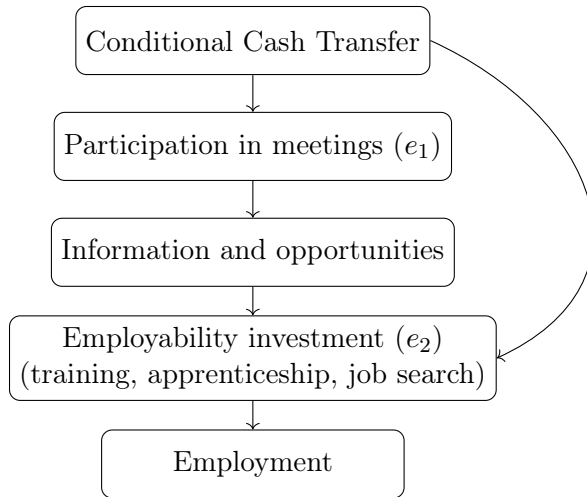 Conditional Cash Transfer
Participation in meetings (e₁)
Information and opportunities
Employability investment (e₂)
(training, apprenticeship, job search)
Employment